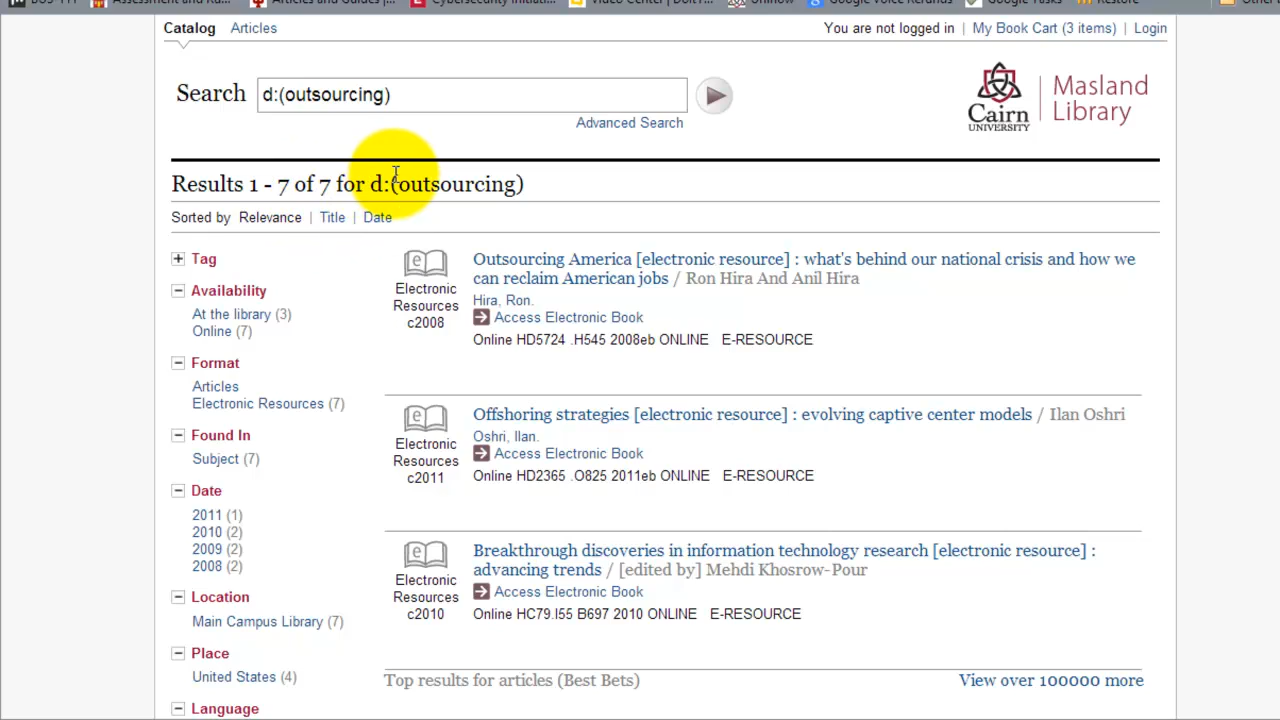 Catalog Articles
You are not logged in | My Book Cart (3 items) | Login
Search d:(outsourcing)
Advanced Search
Cairn UNIVERSITY Masland Library
Results 1 - 7 of 7 for d:(outsourcing)
Sorted by Relevance | Title | Date
Tag
Availability
At the library (3)
Online (7)
Format
Articles
Electronic Resources (7)
Found In
Subject (7)
Date
2011 (1)
2010 (2)
2009 (2)
2008 (2)
Location
Main Campus Library (7)
Place
United States (4)
Language
e
Electronic
Resources
c2008
Outsourcing America [electronic resource] : what's behind our national crisis and how we
can reclaim American jobs / Ron Hira And Anil Hira
Hira, Ron.
Access Electronic Book
Online HD5724 .H545 2008eb ONLINE E-RESOURCE
e
Electronic
Resources
c2011
Offshoring strategies [electronic resource] : evolving captive center models / Ilan Oshri
Oshri, Ilan.
Access Electronic Book
Online HD2365 .O825 2011eb ONLINE E-RESOURCE
e
Electronic
Resources
c2010
Breakthrough discoveries in information technology research [electronic resource] :
advancing trends / [edited by] Mehdi Khosrow-Pour
Access Electronic Book
Online HC79.I55 B697 2010 ONLINE E-RESOURCE
Top results for articles (Best Bets)
View over 100000 more